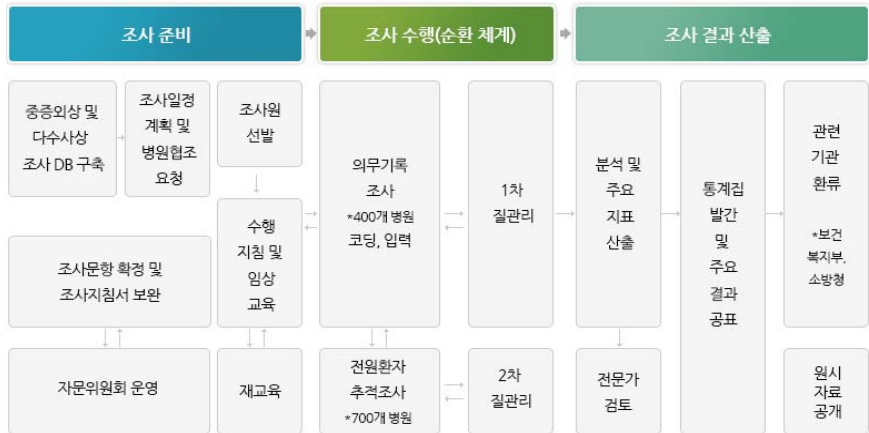 조사 준비
조사 수행(순환 체계)
조사 결과 산출
중증외상 및
다수사상
조사 DB 구축
조사일정
계획 및
병원협조
요청
조사원
선발
수행
지침 및
임상
교육
조사문항 확정 및
조사지침서 보완
자문위원회 운영
재교육
의무기록
조사
*400개 병원
코딩, 입력
1차
질관리
전원환자
추적조사
*700개 병원
2차
질관리
분석 및
주요
지표
산출
전문가
검토
통계집
발간
및
주요
결과
공표
관련
기관
환류
*보건
복지부,
소방청
원시
자료
공개